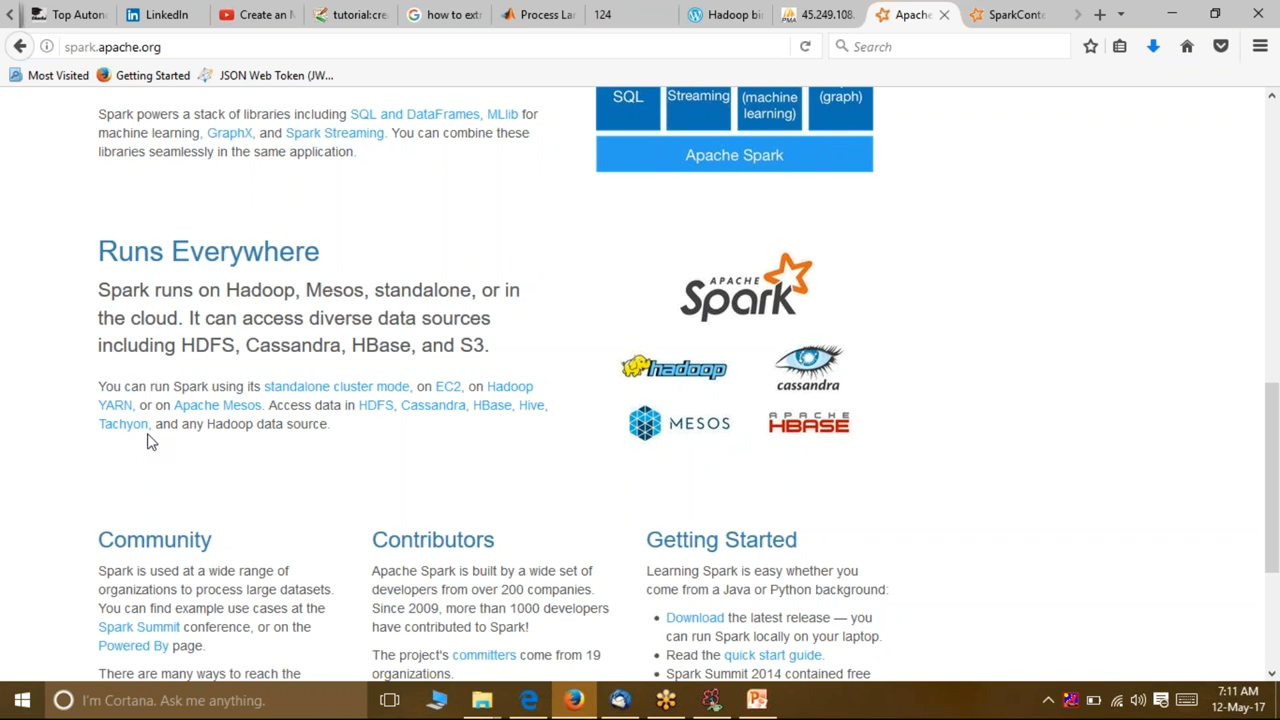 Top Auton
LinkedIn
Create an M
tutorial:cre
how to extr
Process Lar
124
Hadoop bi
PMA
45.249.108.
Apache
SparkConte
spark.apache.org
Search
Most Visited
Getting Started
JSON Web Token (JW...
Spark powers a stack of libraries including SQL and DataFrames, MLlib for
machine learning, GraphX, and Spark Streaming. You can combine these
libraries seamlessly in the same application.
SQL
Streaming
(machine
learning)
(graph)
Apache Spark
Runs Everywhere
Spark runs on Hadoop, Mesos, standalone, or in
the cloud. It can access diverse data sources
including HDFS, Cassandra, HBase, and S3.
You can run Spark using its standalone cluster mode, on EC2, on Hadoop
YARN, or on Apache Mesos. Access data in HDFS, Cassandra, HBase, Hive,
Tachyon, and any Hadoop data source.
APACHE
Spark
hadoop
cassandra
MESOS
APACHE
HBASE
Community
Spark is used at a wide range of
organizations to process large datasets.
You can find example use cases at the
Spark Summit conference, or on the
Powered By page.
There are many ways to reach the
Contributors
Apache Spark is built by a wide set of
developers from over 200 companies.
Since 2009, more than 1000 developers
have contributed to Spark!
The project's committers come from 19
organizations.
Getting Started
Learning Spark is easy whether you
come from a Java or Python background:
• Download the latest release — you
can run Spark locally on your laptop.
• Read the quick start guide.
• Spark Summit 2014 contained free
I'm Cortana. Ask me anything.
7:11 AM
12-May-17